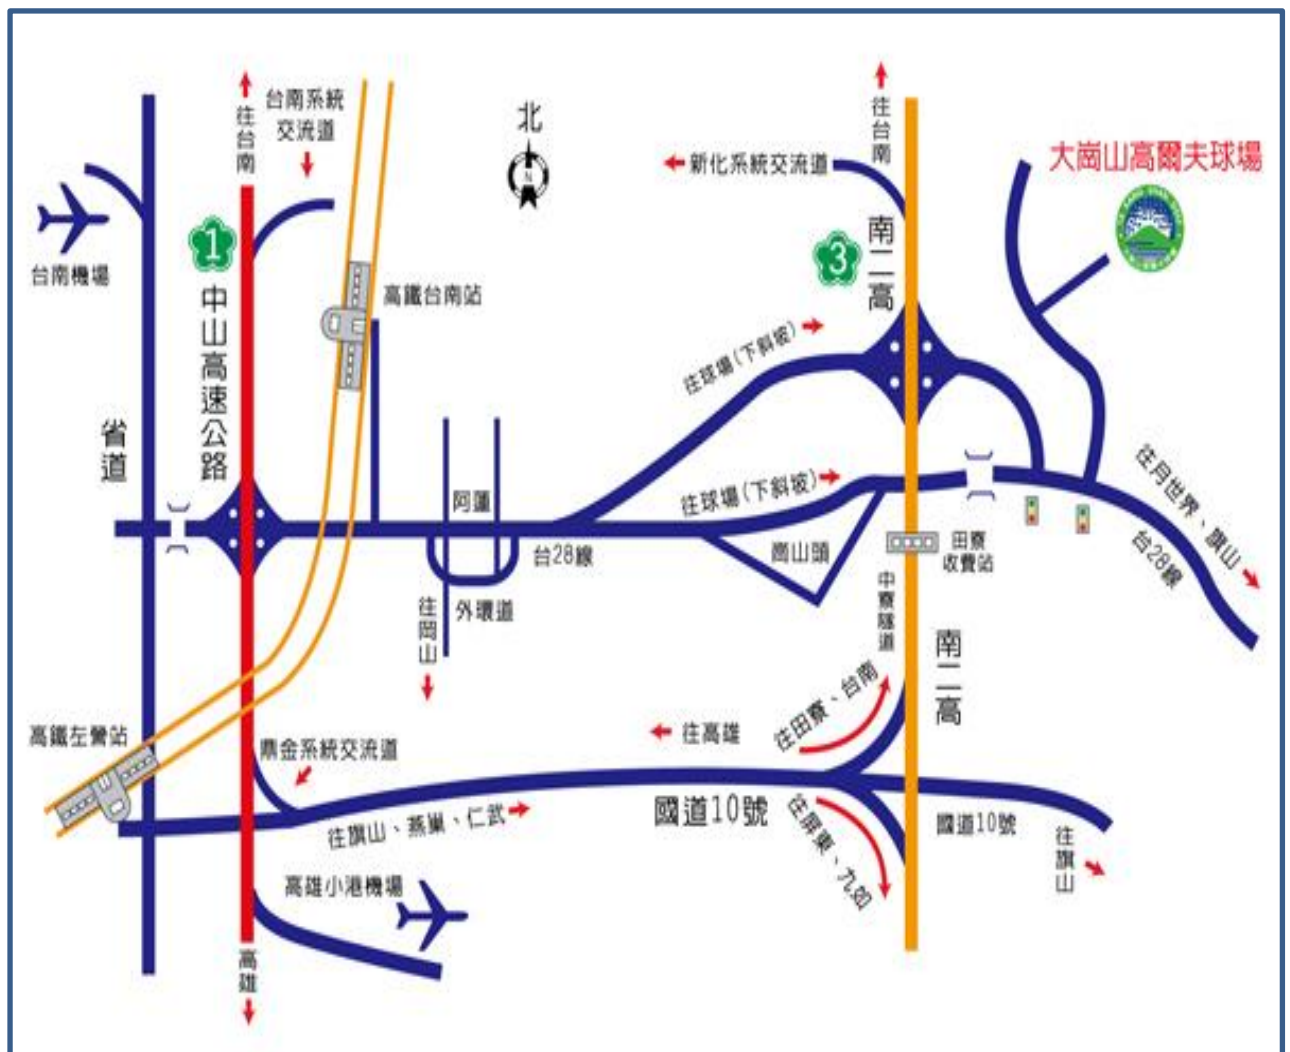 北
N
往台南
台南系統
交流道
往台南
新化系統交流道
大崗山高爾夫球場
1
3
南二高
台南機場
中山高速公路
高鐵台南站
省道
往球場(下斜坡)
往球場(下斜坡)
往月世界、旗山
阿蓮
台28線
崗山頭
田寮
收費站
台28線
外環道
往岡山
中寮隧道
南二高
往田寮、台南
高鐵左營站
鼎金系統交流道
往高雄
往旗山、燕巢、仁武
國道10號
往屏東、九如
國道10號
往旗山
高雄小港機場
高雄